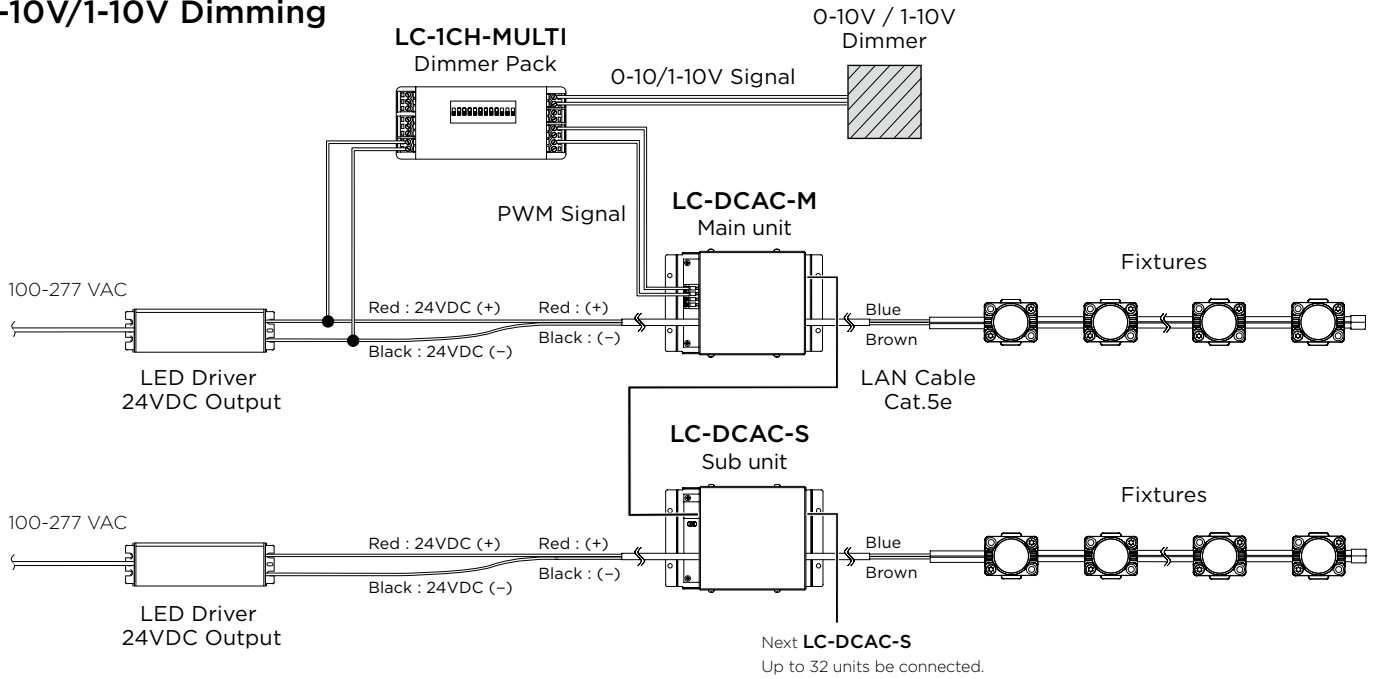 -10V/1-10V Dimming
LC-1CH-MULTI
Dimmer Pack
0-10V / 1-10V
Dimmer
0-10/1-10V Signal
PWM Signal
LC-DCAC-M
Main unit
Fixtures
100-277 VAC
Red : 24VDC (+)
Red : (+)
Blue
Black : 24VDC (−)
Black : (−)
Brown
LED Driver
24VDC Output
LAN Cable
Cat.5e
LC-DCAC-S
Sub unit
Fixtures
100-277 VAC
Red : 24VDC (+)
Red : (+)
Blue
Black : 24VDC (−)
Black : (−)
Brown
LED Driver
24VDC Output
Next LC-DCAC-S
Up to 32 units be connected.